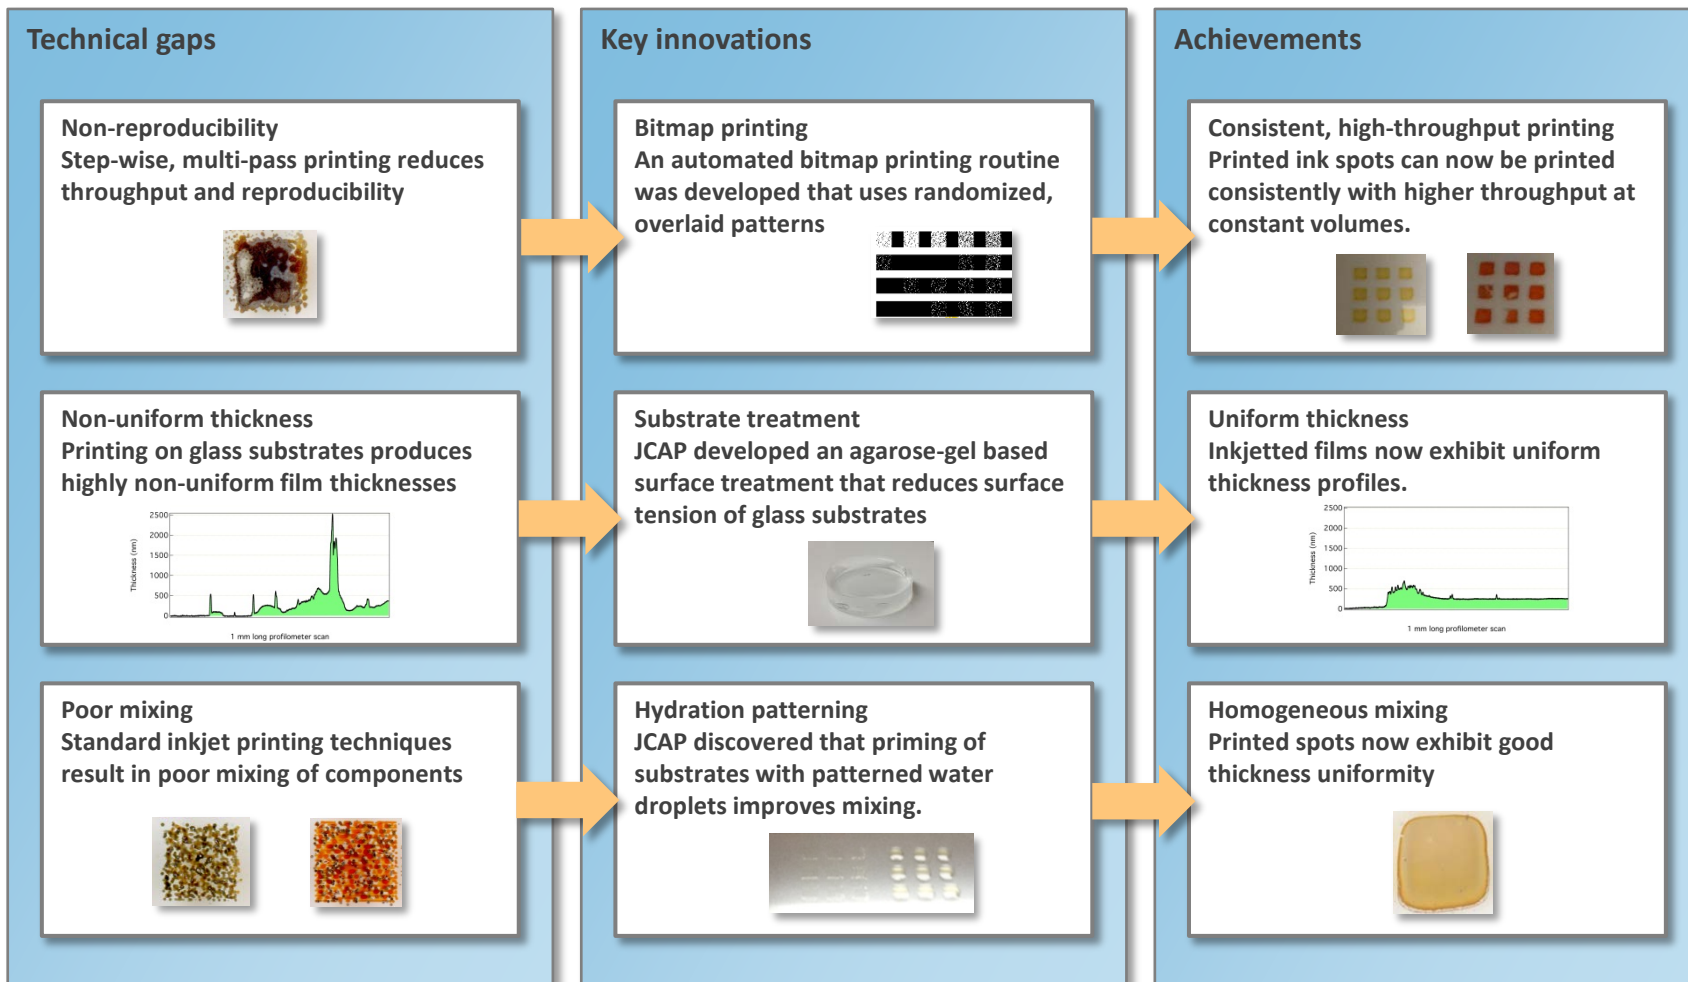 Technical gaps
Non-reproducibility
Step-wise, multi-pass printing reduces
throughput and reproducibility
Non-uniform thickness
Printing on glass substrates produces
highly non-uniform film thicknesses
2500
2000
1500
1000
500
0
Thickness (nm)
1 mm long profilometer scan
Poor mixing
Standard inkjet printing techniques
result in poor mixing of components
Key innovations
Bitmap printing
An automated bitmap printing routine
was developed that uses randomized,
overlaid patterns
Substrate treatment
JCAP developed an agarose-gel based
surface treatment that reduces surface
tension of glass substrates
Hydration patterning
JCAP discovered that priming of
substrates with patterned water
droplets improves mixing.
Achievements
Consistent, high-throughput printing
Printed ink spots can now be printed
consistently with higher throughput at
constant volumes.
Uniform thickness
Inkjetted films now exhibit uniform
thickness profiles.
2500
2000
1500
1000
500
0
Thickness (nm)
1 mm long profilometer scan
Homogeneous mixing
Printed spots now exhibit good
thickness uniformity